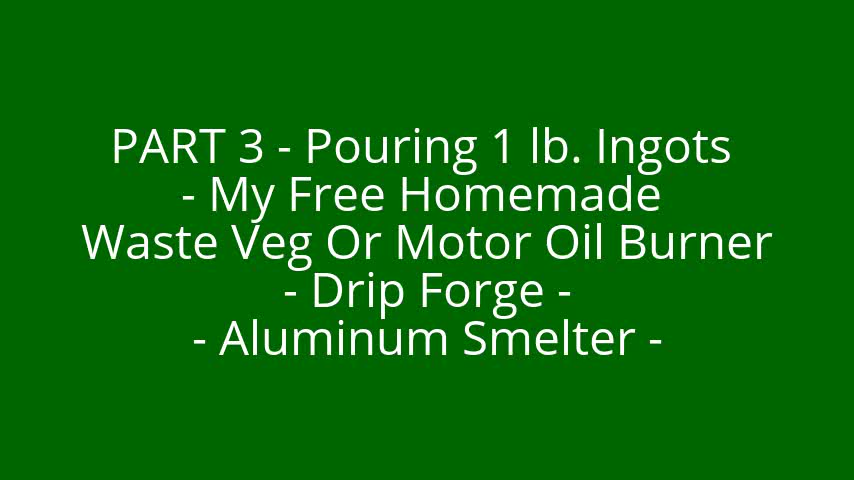 PART 3 - Pouring 1 lb. Ingots
- My Free Homemade
Waste Veg Or Motor Oil Burner
- Drip Forge -
- Aluminum Smelter -